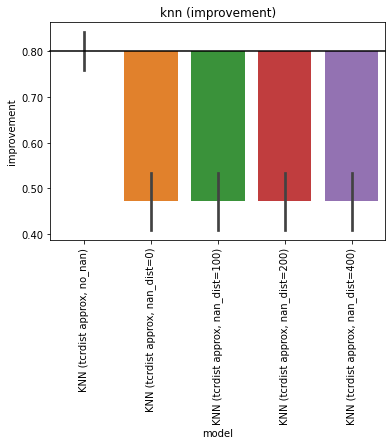 knn (improvement)
improvement
0.80
0.70
0.60
0.50
0.40
KNN (tcrdist approx, no_nan)
KNN (tcrdist approx, nan_dist=0)
KNN (tcrdist approx, nan_dist=100)
KNN (tcrdist approx, nan_dist=200)
KNN (tcrdist approx, nan_dist=400)
model